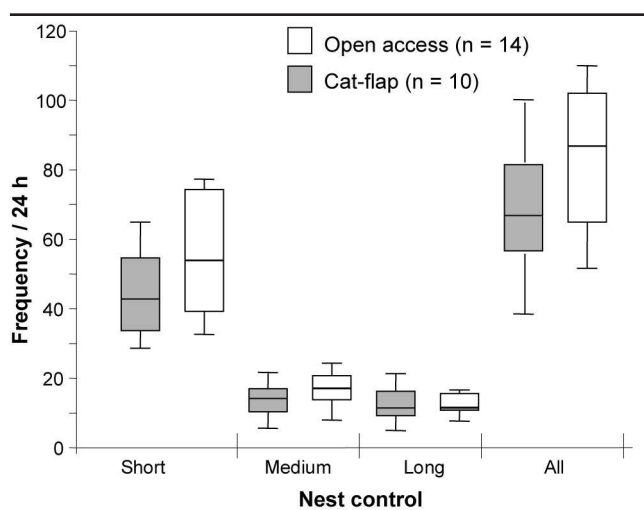 Open access (n = 14)
Cat-flap (n = 10)
Frequency / 24 h
120
100
80
60
40
20
0
Short Medium Long All
Nest control